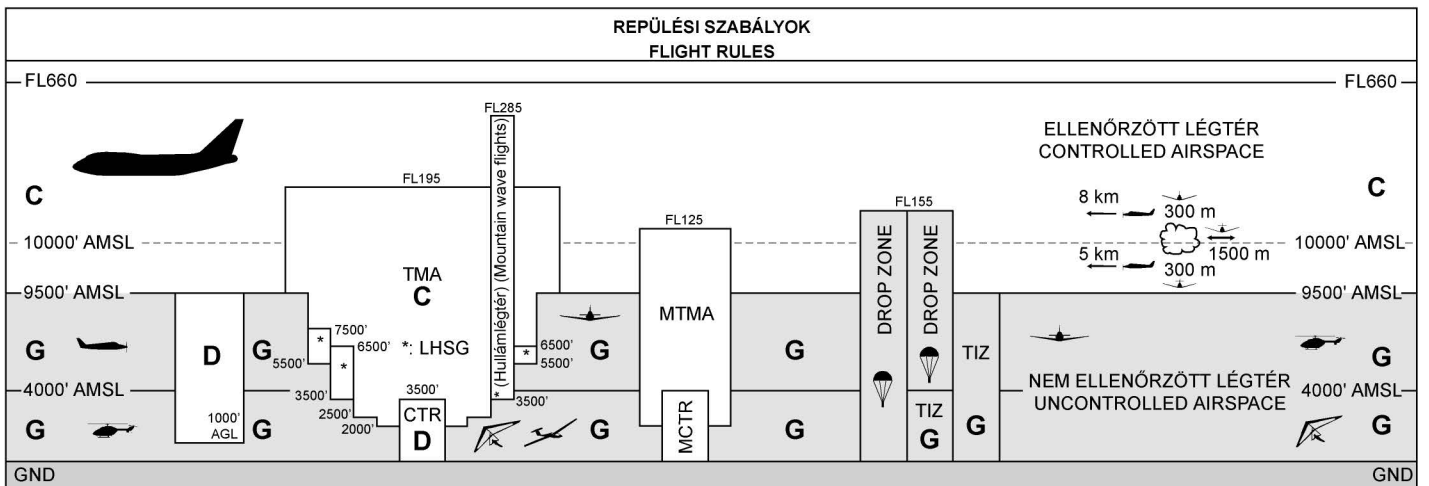 REPÜLÉSI SZABÁLYOK
FLIGHT RULES
FL660
FL660
FL285
ELLENŐRZÖTT LÉGTÉR
CONTROLLED AIRSPACE
FL195
C
C
8 km
300 m
FL155
FL125
10000' AMSL
10000' AMSL
1500 m
5 km
300 m
TMA
C
(Hullámlégtér) (Mountain wave flights)
DROP ZONE
DROP ZONE
9500' AMSL
9500' AMSL
MTMA
7500'
*
6500'
*: LHSG
6500'
*
5500'
5500'
G
D
G
G
G
TIZ
G
*
4000' AMSL
4000' AMSL
NEM ELLENŐRZÖTT LÉGTÉR
UNCONTROLLED AIRSPACE
3500'
3500'
* 3500'
2500'
2000'
CTR
D
MCTR
TIZ
G
1000'
AGL
G
G
G
G
G
G
GND
GND